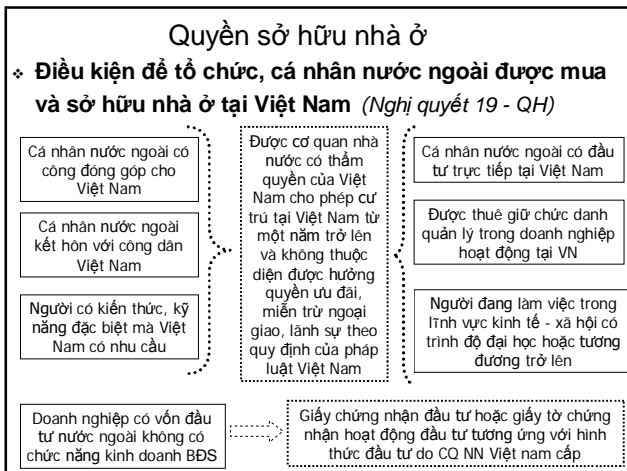 Quyền sở hữu nhà ở
❖ Điều kiện để tổ chức, cá nhân nước ngoài được mua
và sở hữu nhà ở tại Việt Nam (Nghị quyết 19 - QH)
Cá nhân nước ngoài có
công đóng góp cho
Việt Nam
Cá nhân nước ngoài
kết hôn với công dân
Việt Nam
Người có kiến thức, kỹ
năng đặc biệt mà Việt
Nam có nhu cầu
Được cơ quan nhà
nước có thẩm
quyền của Việt
Nam cho phép cư
trú tại Việt Nam từ
một năm trở lên
và không thuộc
diện được hưởng
quyền ưu đãi,
miễn trừ ngoại
giao, lãnh sự theo
quy định của pháp
luật Việt Nam
Cá nhân nước ngoài có đầu
tư trực tiếp tại Việt Nam
Được thuê giữ chức danh
quản lý trong doanh nghiệp
hoạt động tại VN
Người đang làm việc trong
lĩnh vực kinh tế - xã hội có
trình độ đại học hoặc tương
đương trở lên
Doanh nghiệp có vốn đầu
tư nước ngoài không có
chức năng kinh doanh BĐS
Giấy chứng nhận đầu tư hoặc giấy tờ chứng
nhận hoạt động đầu tư tương ứng với hình
thức đầu tư do CQ NN Việt nam cấp